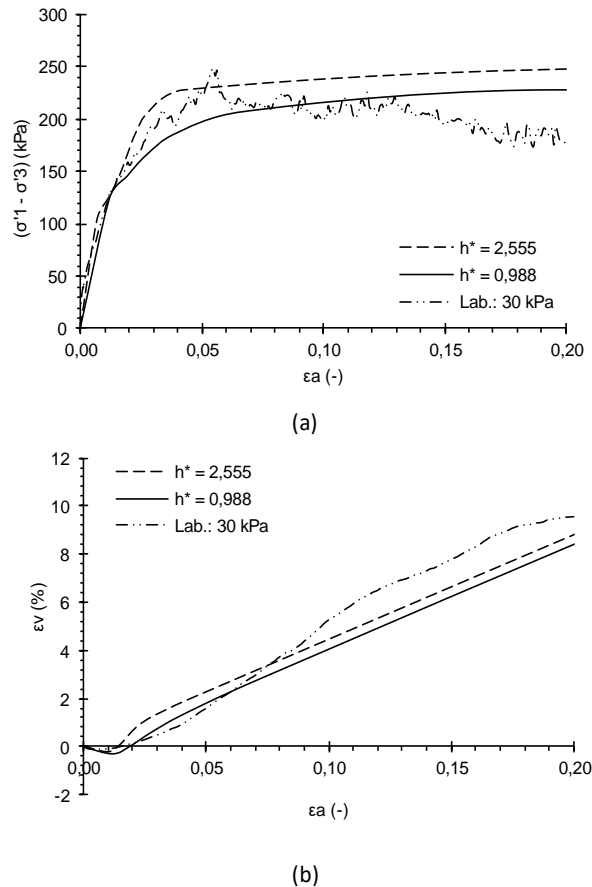 300
250
200
150
100
50
0
(σ'1 - σ'3) (kPa)
h* = 2,555
h* = 0,988
Lab.: 30 kPa
0,00 0,05 0,10 0,15 0,20
εa (-)
(a)
12
10
8
6
4
2
0
-2
εv (%)
h* = 2,555
h* = 0,988
Lab.: 30 kPa
0,00 0,05 0,10 0,15 0,20
εa (-)
(b)